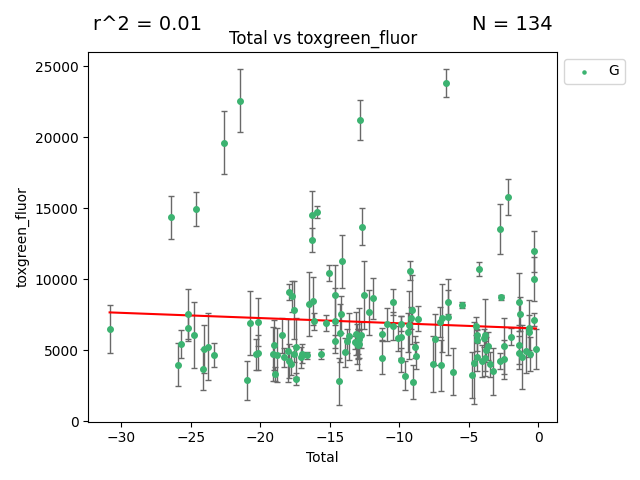 r^2 = 0.01 N = 134
Total vs toxgreen_fluor
G
25000
20000
15000
10000
5000
0
toxgreen_fluor
−30 −25 −20 −15 −10 −5 0
Total